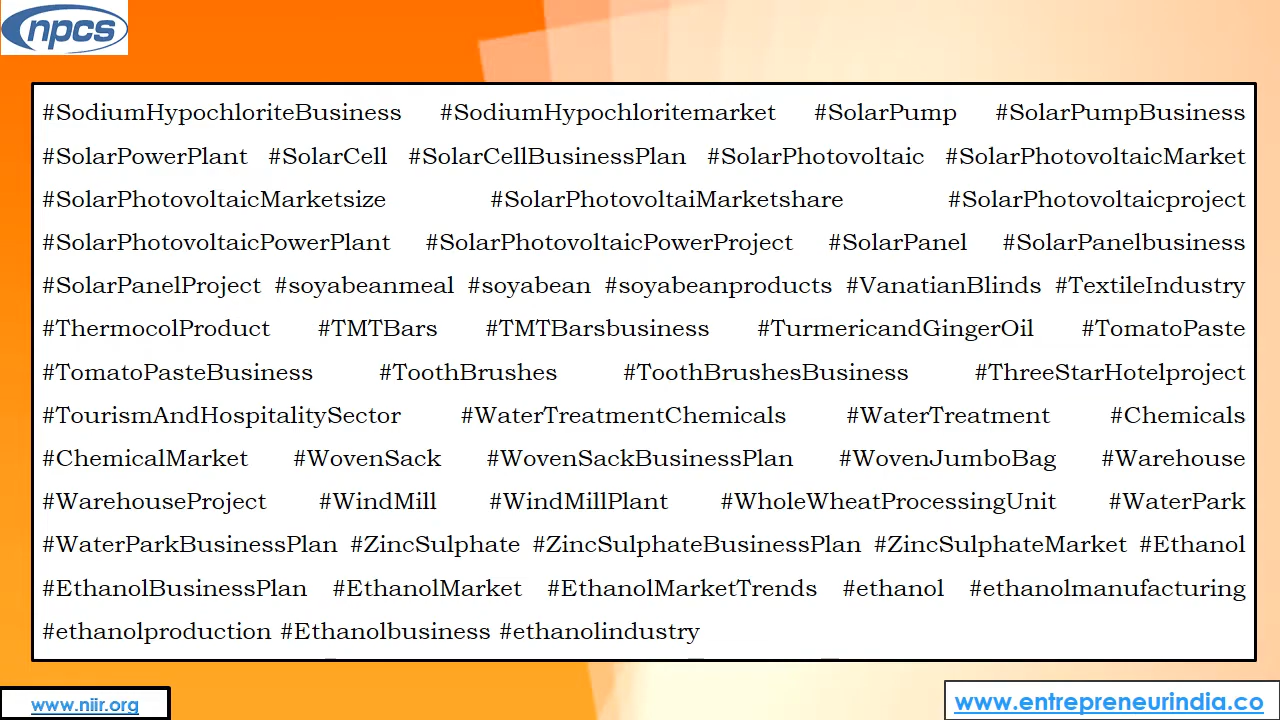 npcs
#SodiumHypochloriteBusiness #SodiumHypochloritemarket #SolarPump #SolarPumpBusiness
#SolarPowerPlant #SolarCell #SolarCellBusinessPlan #SolarPhotovoltaic #SolarPhotovoltaicMarket
#SolarPhotovoltaicMarketsize #SolarPhotovoltaiMarketshare #SolarPhotovoltaicproject
#SolarPhotovoltaicPowerPlant #SolarPhotovoltaicPowerProject #SolarPanel #SolarPanelbusiness
#SolarPanelProject #soyabeanmeal #soyabean #soyabeanproducts #VanatianBlinds #TextileIndustry
#ThermocolProduct #TMTBars #TMTBarsbusiness #TurmericandGingerOil #TomatoPaste
#TomatoPasteBusiness #ToothBrushes #ToothBrushesBusiness #ThreeStarHotelproject
#TourismAndHospitalitySector #WaterTreatmentChemicals #WaterTreatment #Chemicals
#ChemicalMarket #WovenSack #WovenSackBusinessPlan #WovenJumboBag #Warehouse
#WarehouseProject #WindMill #WindMillPlant #WholeWheatProcessingUnit #WaterPark
#WaterParkBusinessPlan #ZincSulphate #ZincSulphateBusinessPlan #ZincSulphateMarket #Ethanol
#EthanolBusinessPlan #EthanolMarket #EthanolMarketTrends #ethanol #ethanolmanufacturing
#ethanolproduction #Ethanolbusiness #ethanolindustry
www.niir.org
www.entrepreneurindia.co